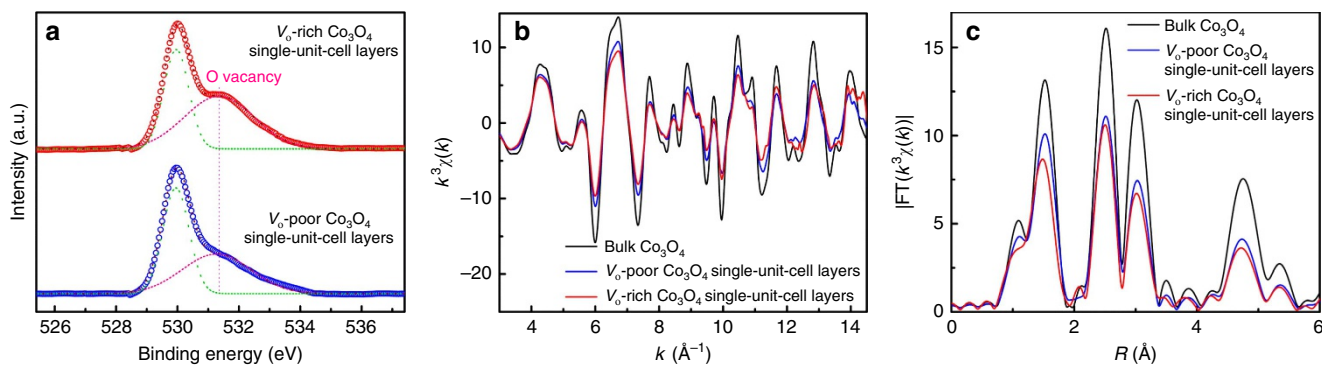 a
Vo-rich Co3O4
single-unit-cell layers
O vacancy
Vo-poor Co3O4
single-unit-cell layers
Intensity (a.u.)
526 528 530 532 534 536
Binding energy (eV)
b
10
0
−10
−20
k3χ(k)
Bulk Co3O4
Vo-poor Co3O4 single-unit-cell layers
Vo-rich Co3O4 single-unit-cell layers
4 6 8 10 12 14
k (Å−1)
c
Bulk Co3O4
Vo-poor Co3O4
single-unit-cell layers
Vo-rich Co3O4
single-unit-cell layers
15
10
5
0
|FT(k3χ(k))|
0 2 4 6
R (Å)